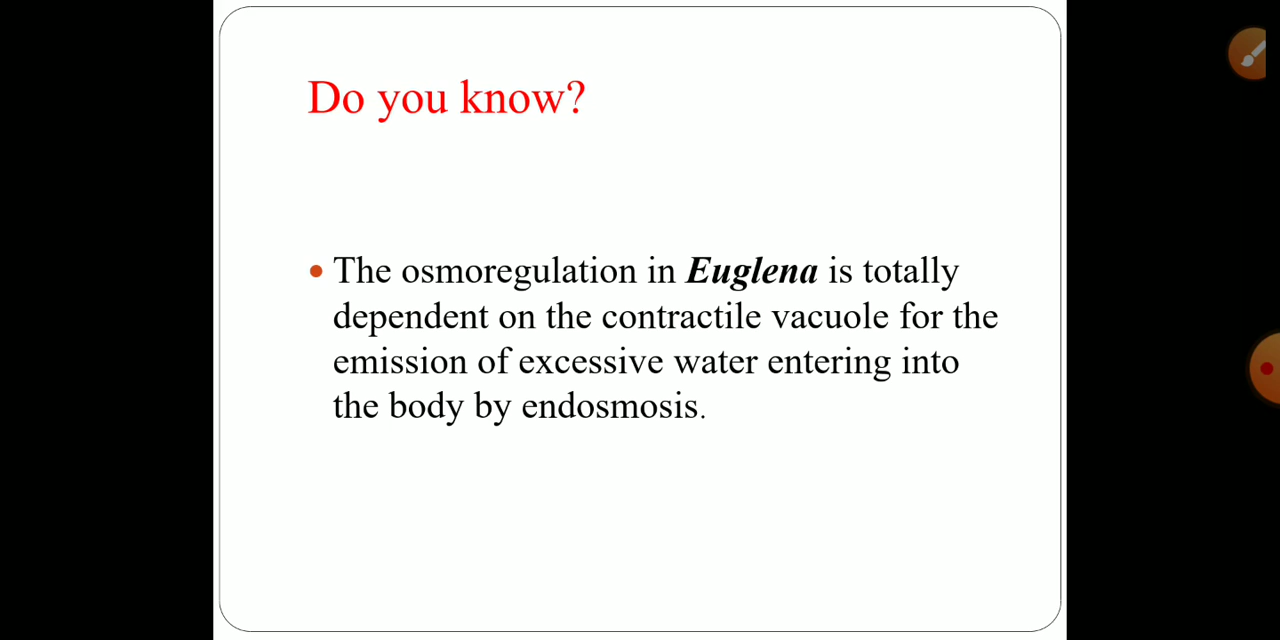 Do you know?
• The osmoregulation in Euglena is totally
dependent on the contractile vacuole for the
emission of excessive water entering into
the body by endosmosis.